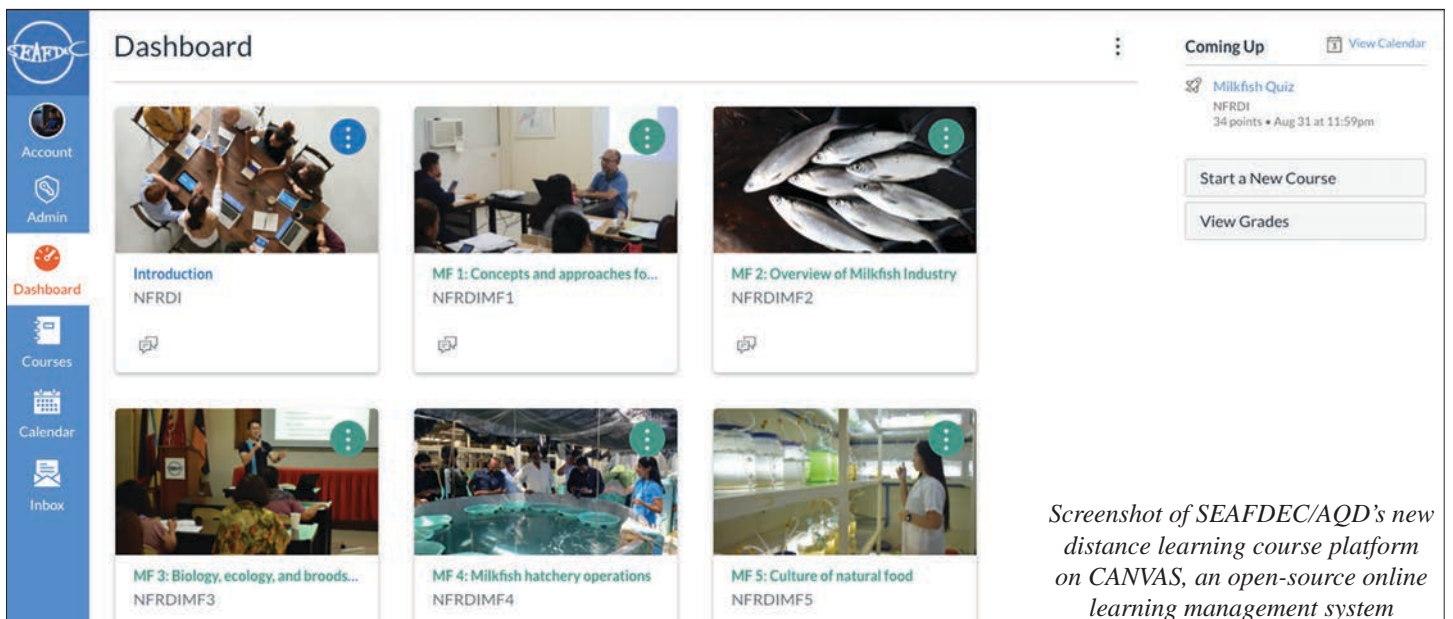 SEAFDEC
Account
Admin
Dashboard
Courses
Calendar
Inbox
Dashboard
Introduction
NFRDI
MF 1: Concepts and approaches fo...
NFRDIMF1
MF 2: Overview of Milkfish Industry
NFRDIMF2
MF 3: Biology, ecology, and broods...
NFRDIMF3
MF 4: Milkfish hatchery operations
NFRDIMF4
MF 5: Culture of natural food
NFRDIMF5
Coming Up
View Calendar
Milkfish Quiz
NFRDI
34 points • Aug 31 at 11:59pm
Start a New Course
View Grades
Screenshot of SEAFDEC/AQD's new
distance learning course platform
on CANVAS, an open-source online
learning management system